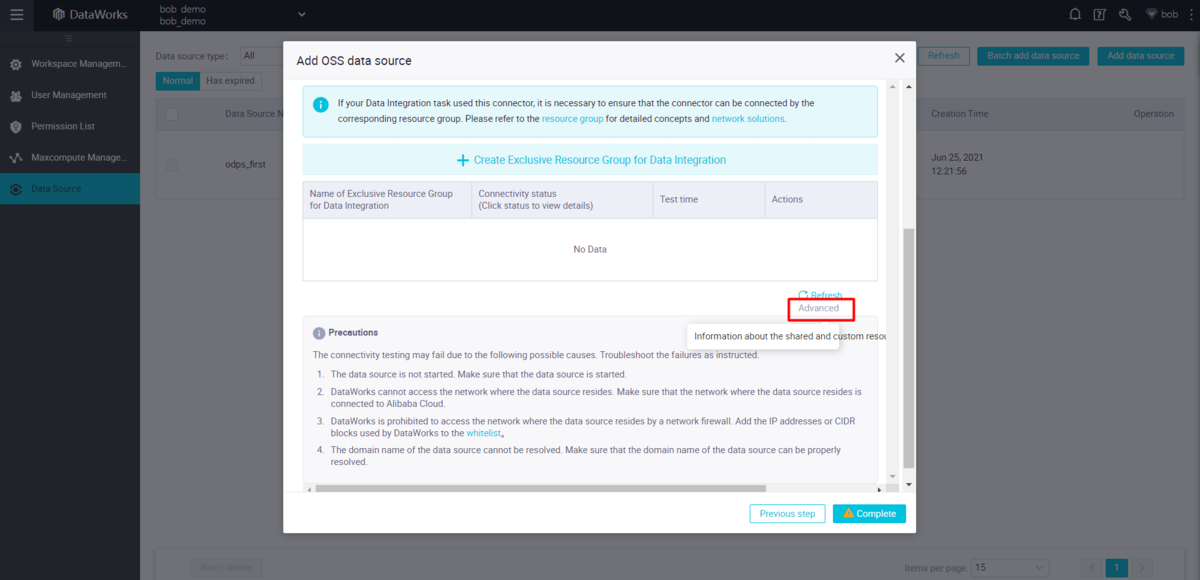 DataWorks
bob_demo
bob_demo
bob
Data source type: All
Refresh
Batch add data source
Add data source
Normal
Has expired
Workspace Managem...
User Management
Permission List
Maxcompute Manage...
Data Source
Data Source N
Creation Time
Operation
odps_first
Jun 25, 2021
12:21:56
Add OSS data source
If your Data Integration task used this connector, it is necessary to ensure that the connector can be connected by the
corresponding resource group. Please refer to the resource group for detailed concepts and network solutions.
Create Exclusive Resource Group for Data Integration
Name of Exclusive Resource Group
for Data Integration
Connectivity status
(Click status to view details)
Test time
Actions
No Data
Refresh
Advanced
Information about the shared and custom resou
Precautions
The connectivity testing may fail due to the following possible causes. Troubleshoot the failures as instructed.
1. The data source is not started. Make sure that the data source is started.
2. DataWorks cannot access the network where the data source resides. Make sure that the network where the data source resides is
connected to Alibaba Cloud.
3. DataWorks is prohibited to access the network where the data source resides by a network firewall. Add the IP addresses or CIDR
blocks used by DataWorks to the whitelist。
4. The domain name of the data source cannot be resolved. Make sure that the domain name of the data source can be properly
resolved.
Previous step
Complete
Batch delete
Items per page: 15
1